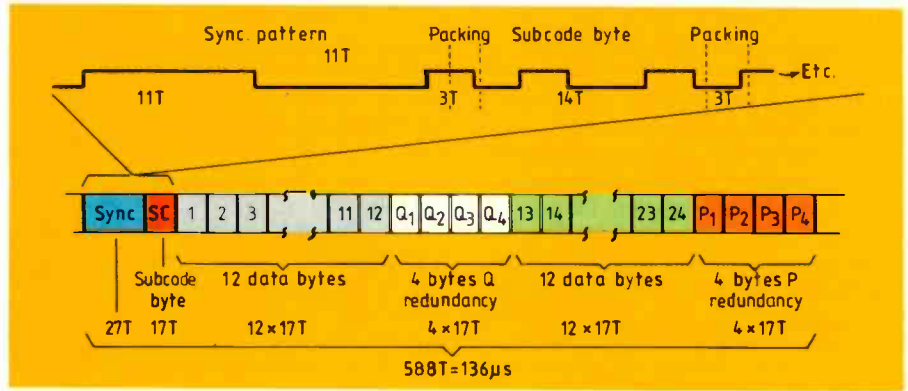 Sync. pattern Packing Subcode byte Packing
11T
11T 3T 14T 3T
→Etc.
Sync SC 1 2 3 11 12 Q₁ Q₂ Q₃ Q₄ 13 14 23 24 P₁ P₂ P₃ P₄
Subcode byte
12 data bytes
4 bytes Q redundancy
12 data bytes
4 bytes P redundancy
27T 17T 12×17T 4×17T 12×17T 4×17T
588T=136µs